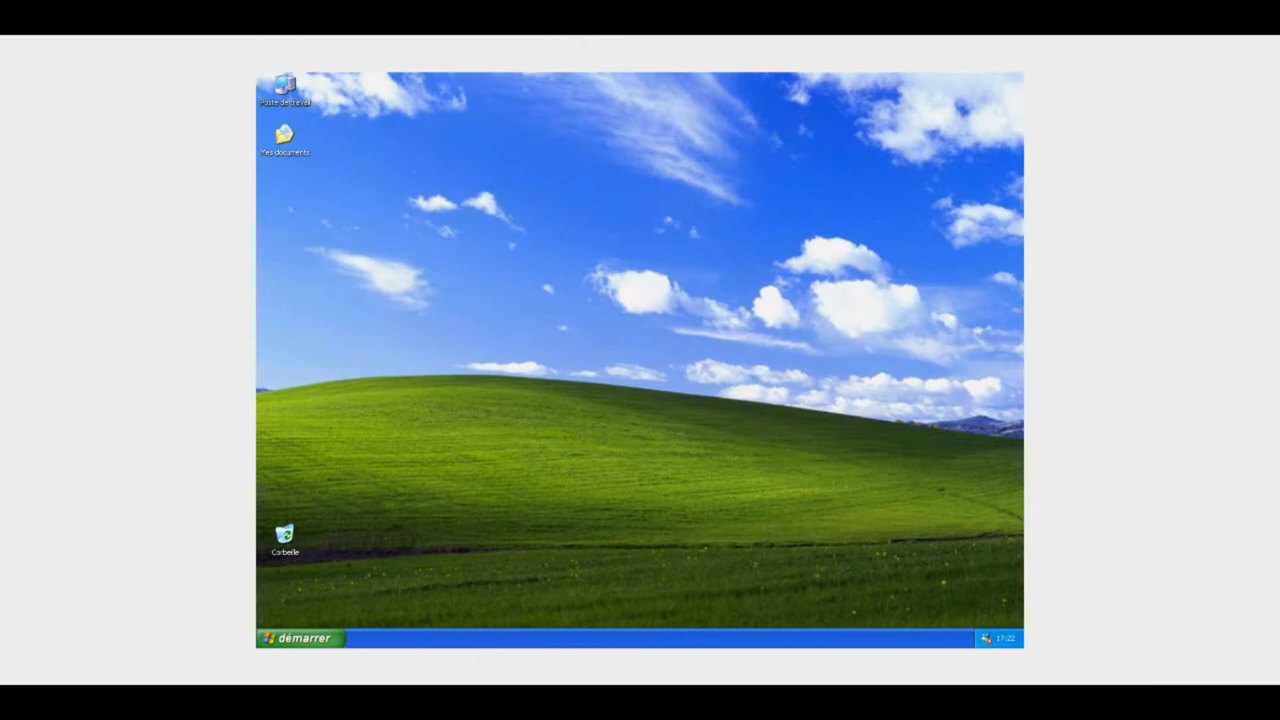 Poste de travail
Mes documents
Corbeille
démarrer
17:22